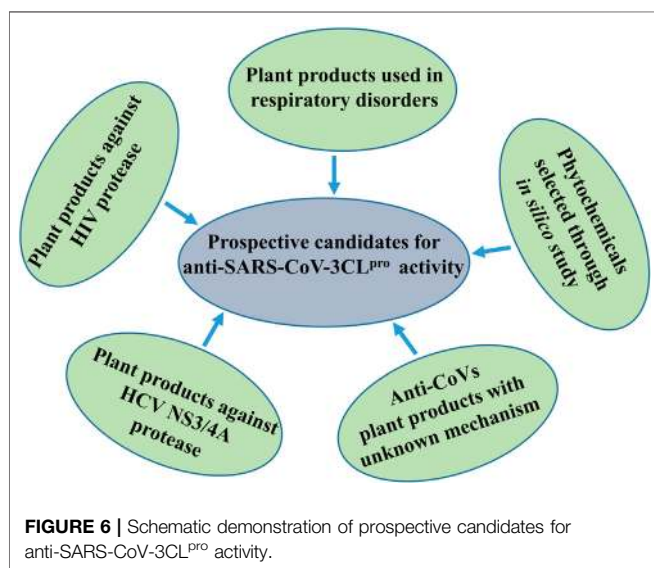 Plant products used in
respiratory disorders
Plant products against
HIV protease
Phytochemicals
selected through
in silico study
Prospective candidates for
anti-SARS-CoV-3CLᵖʳᵒ activity
Plant products against
HCV NS3/4A
protease
Anti-CoVs
plant products with
unknown mechanism
FIGURE 6 | Schematic demonstration of prospective candidates for
anti-SARS-CoV-3CLᵖʳᵒ activity.